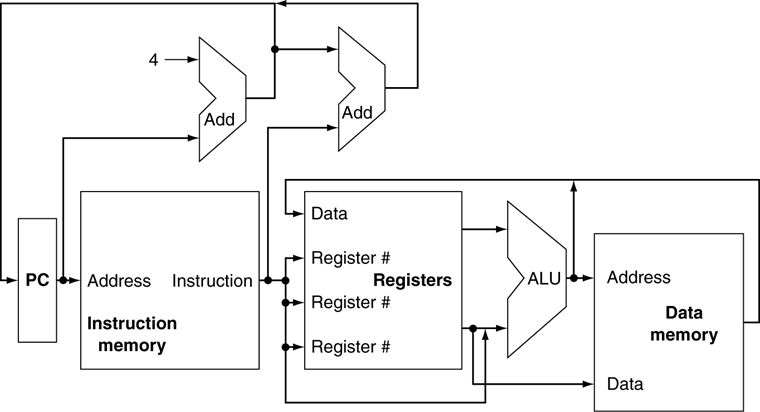 4
Add
Add
Data
Register #
Registers
Register #
Register #
PC
Address
Instruction
Instruction
memory
ALU
Address
Data
memory
Data